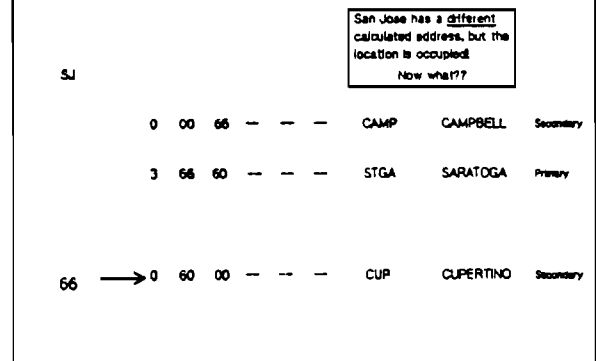 San Jose has a different
calculated address, but the
location is occupied!
Now what??
SJ
0 00 66 — — — CAMP CAMPBELL Secondary
3 66 60 — — — STGA SARATOGA Primary
66 → 0 60 00 — -- — CUP CUPERTINO Secondary